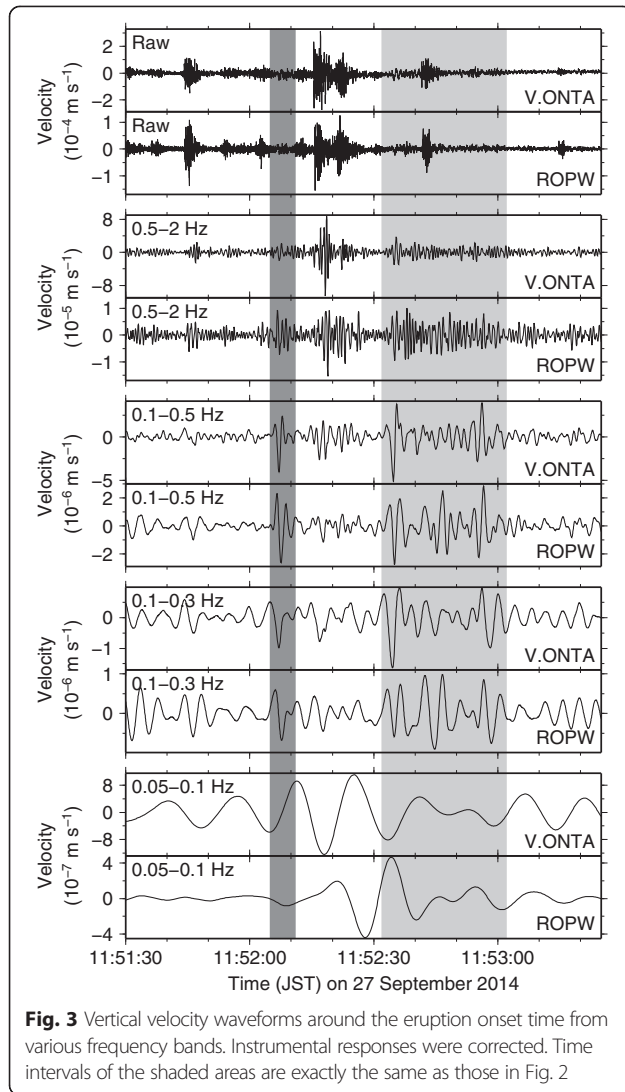 Raw
2
0
−2
V.ONTA
Velocity
(10⁻⁴ m s⁻¹)
Raw
1
0
−1
ROPW
0.5−2 Hz
8
0
−8
V.ONTA
Velocity
(10⁻⁵ m s⁻¹)
0.5−2 Hz
1
0
−1
ROPW
0.1−0.5 Hz
0
−5
V.ONTA
Velocity
(10⁻⁶ m s⁻¹)
0.1−0.5 Hz
2
0
−2
ROPW
0.1−0.3 Hz
0
−1
V.ONTA
Velocity
(10⁻⁶ m s⁻¹)
0.1−0.3 Hz
1
0
ROPW
0.05−0.1 Hz
8
0
−8
V.ONTA
Velocity
(10⁻⁷ m s⁻¹)
0.05−0.1 Hz
4
0
−4
ROPW
11:51:30 11:52:00 11:52:30 11:53:00
Time (JST) on 27 September 2014
Fig. 3 Vertical velocity waveforms around the eruption onset time from
various frequency bands. Instrumental responses were corrected. Time
intervals of the shaded areas are exactly the same as those in Fig. 2